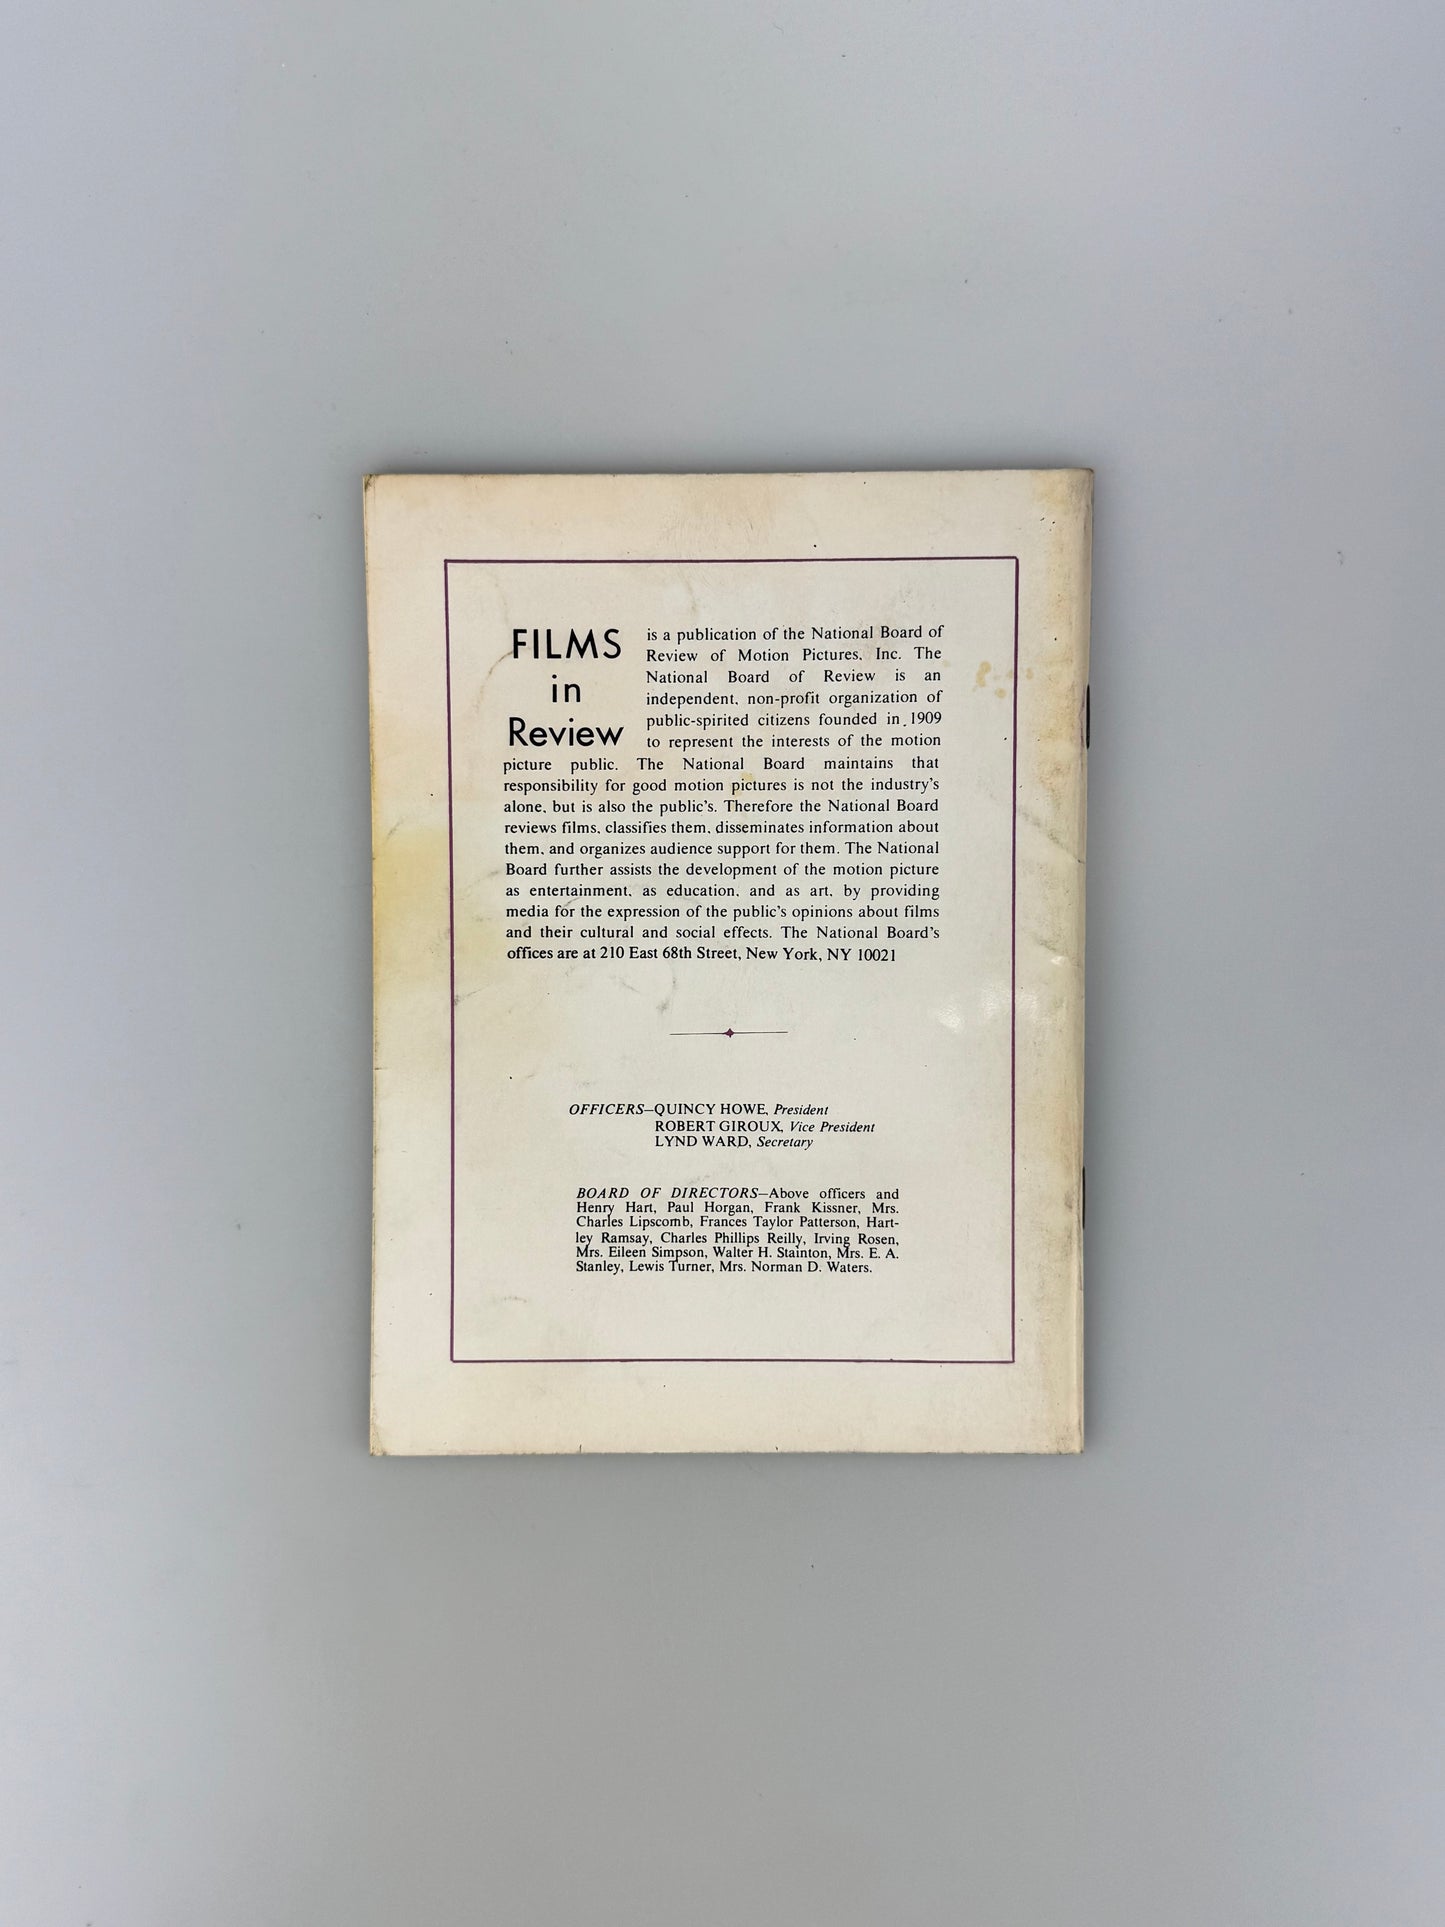 FILMS
in
Review
is a publication of the National Board of
Review of Motion Pictures, Inc. The
National Board of Review is an
independent, non-profit organization of
public-spirited citizens founded in 1909
to represent the interests of the motion
picture public. The National Board maintains that
responsibility for good motion pictures is not the industry's
alone, but is also the public's. Therefore the National Board
reviews films, classifies them, disseminates information about
them, and organizes audience support for them. The National
Board further assists the development of the motion picture
as entertainment, as education, and as art, by providing
media for the expression of the public's opinions about films
and their cultural and social effects. The National Board's
offices are at 210 East 68th Street, New York, NY 10021
OFFICERS—QUINCY HOWE, President
ROBERT GIROUX, Vice President
LYND WARD, Secretary
BOARD OF DIRECTORS—Above officers and
Henry Hart, Paul Horgan, Frank Kissner, Mrs.
Charles Lipscomb, Frances Taylor Patterson, Hart-
ley Ramsay, Charles Phillips Reilly, Irving Rosen,
Mrs. Eileen Simpson, Walter H. Stainton, Mrs. E. A.
Stanley, Lewis Turner, Mrs. Norman D. Waters.